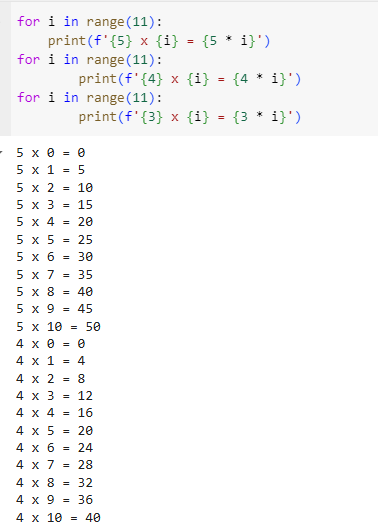 for i in range(11):
    print(f'{5} x {i} = {5 * i}')
for i in range(11):
        print(f'{4} x {i} = {4 * i}')
for i in range(11):
        print(f'{3} x {i} = {3 * i}')
5 x 0 = 0
5 x 1 = 5
5 x 2 = 10
5 x 3 = 15
5 x 4 = 20
5 x 5 = 25
5 x 6 = 30
5 x 7 = 35
5 x 8 = 40
5 x 9 = 45
5 x 10 = 50
4 x 0 = 0
4 x 1 = 4
4 x 2 = 8
4 x 3 = 12
4 x 4 = 16
4 x 5 = 20
4 x 6 = 24
4 x 7 = 28
4 x 8 = 32
4 x 9 = 36
4 x 10 = 40